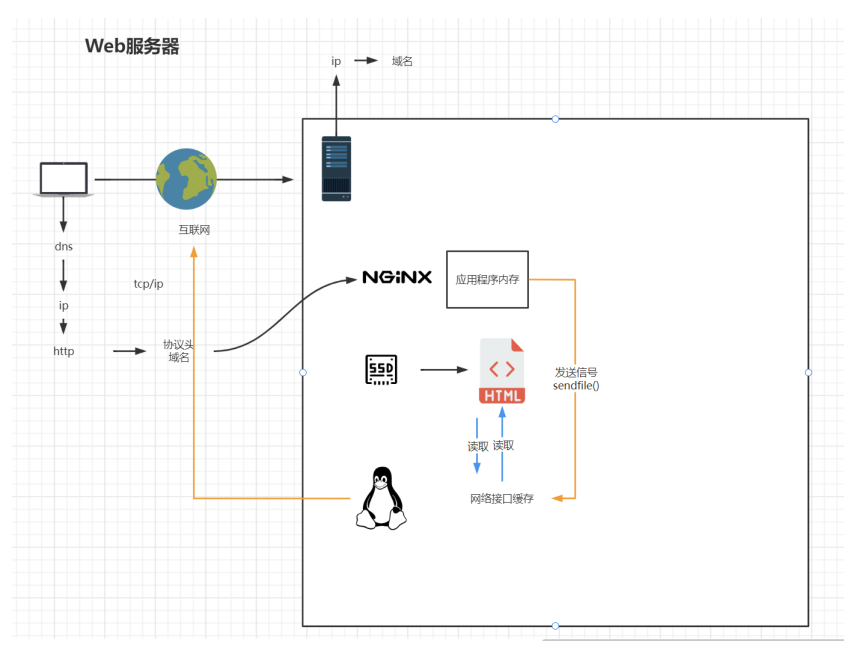 Web服务器
ip
域名
互联网
dns
tcp/ip
ip
http
协议头
域名
NGiNX
应用程序内存
SSD
HTML
发送信号
sendfile()
读取
读取
网络接口缓存